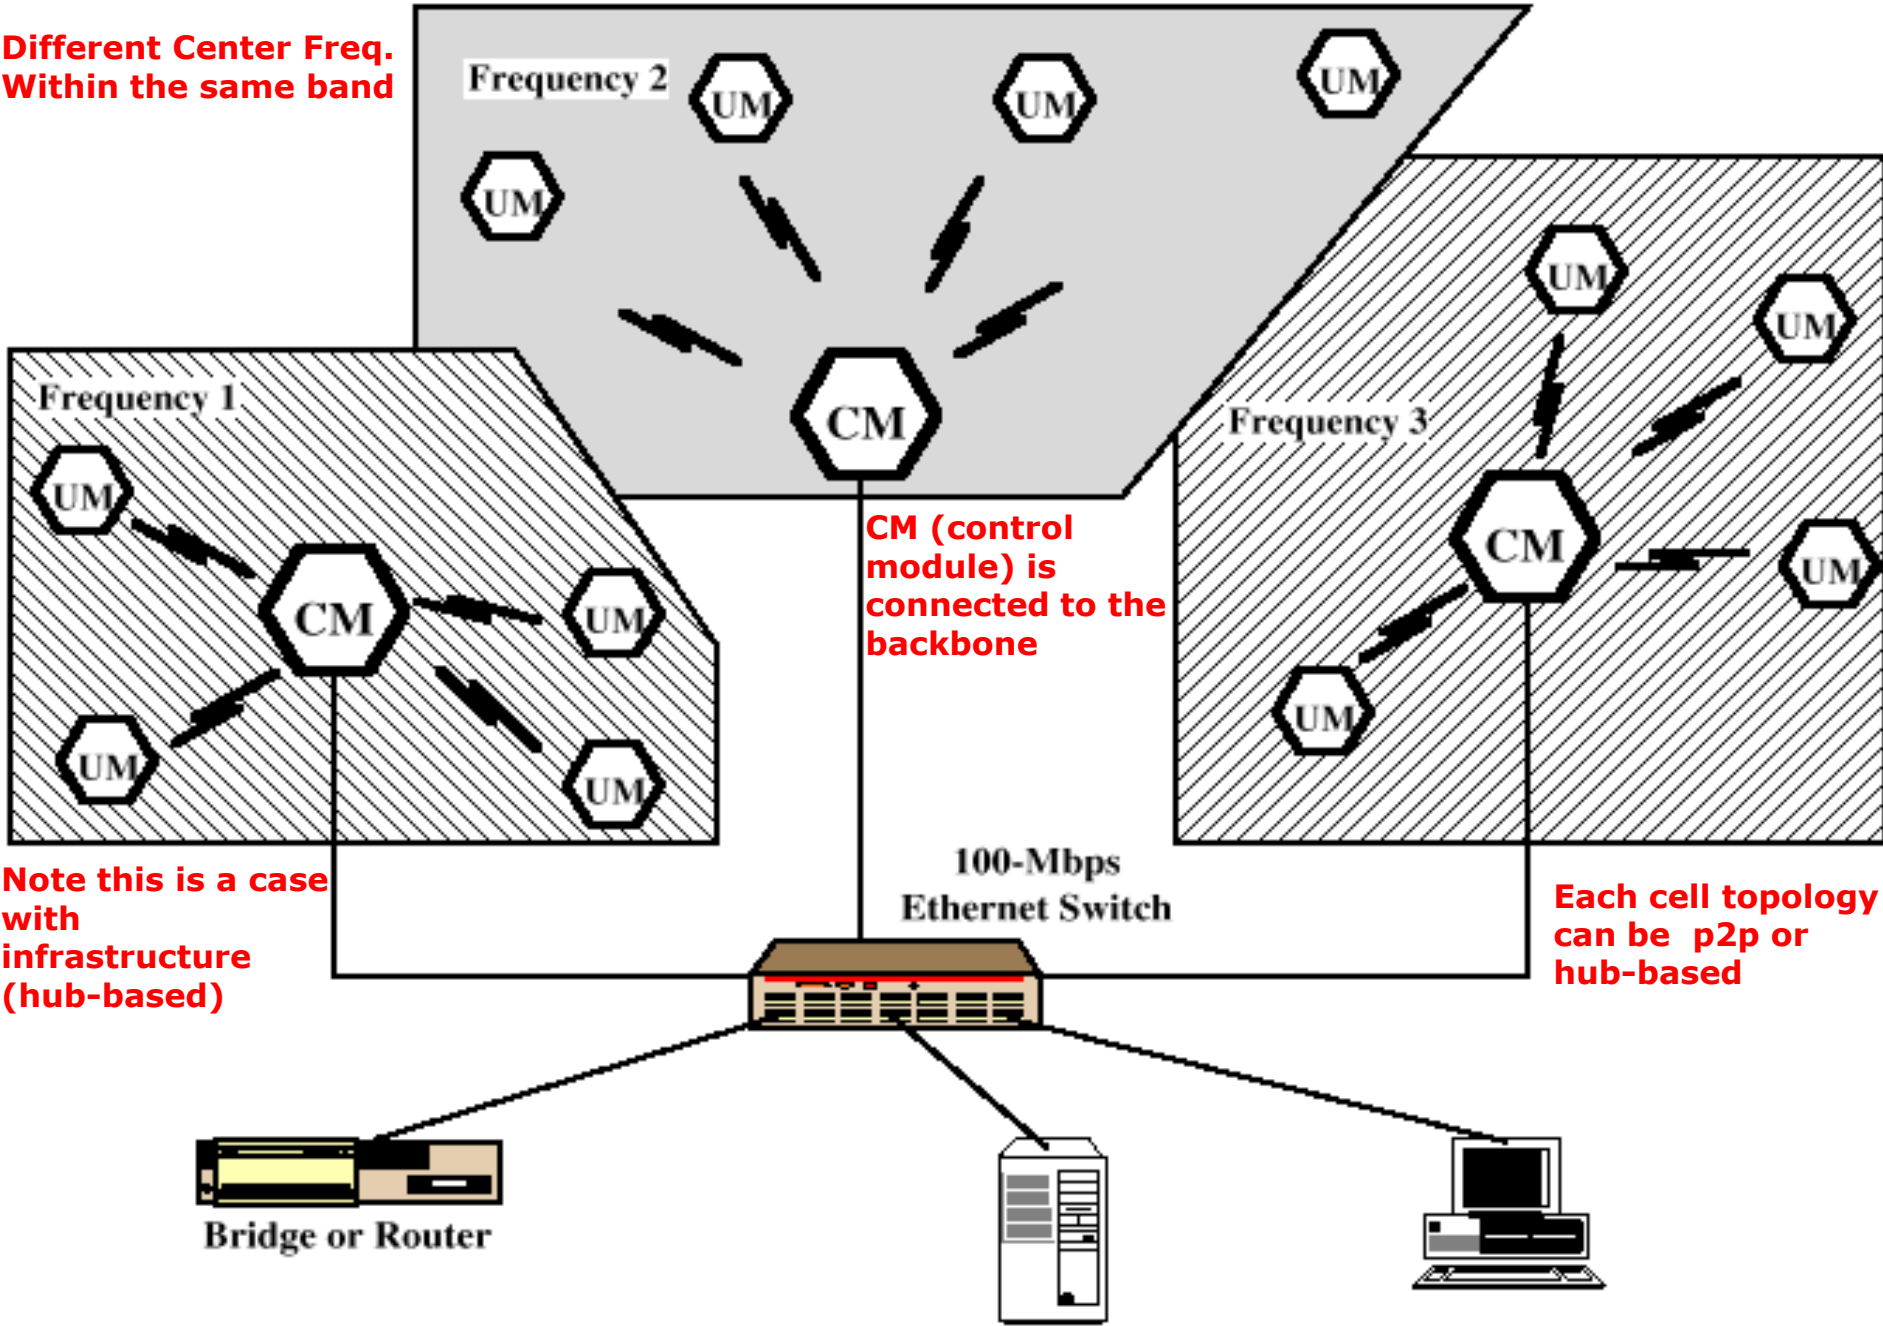 Different Center Freq.
Within the same band
Frequency 2
UM
UM
UM
UM
CM
Frequency 1
UM
CM
UM
UM
UM
Frequency 3
UM
UM
CM
UM
UM
CM (control
module) is
connected to the
backbone
Note this is a case
with
infrastructure
(hub-based)
100-Mbps
Ethernet Switch
Each cell topology
can be  p2p or
hub-based
Bridge or Router